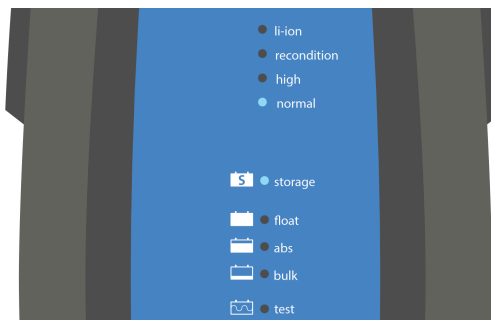 li-ion
recondition
high
normal
S storage
float
abs
bulk
test